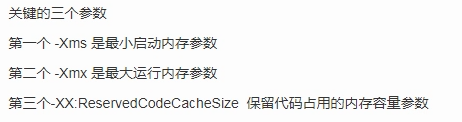 关键的三个参数
第一个 -Xms 是最小启动内存参数
第二个 -Xmx 是最大运行内存参数
第三个-XX:ReservedCodeCacheSize 保留代码占用的内存容量参数